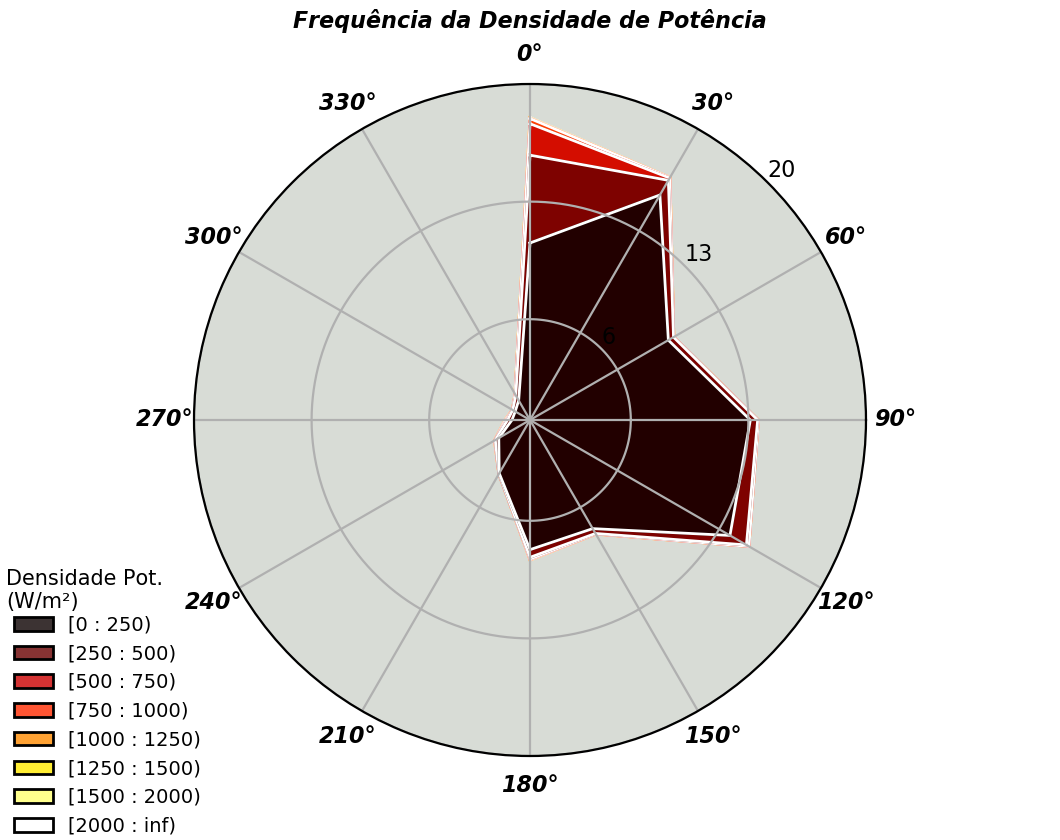 Frequência da Densidade de Potência
0°
330°
30°
20
300°
60°
13
6
270°
90°
240°
120°
210°
150°
180°
Densidade Pot.
(W/m²)
[0 : 250)
[250 : 500)
[500 : 750)
[750 : 1000)
[1000 : 1250)
[1250 : 1500)
[1500 : 2000)
[2000 : inf)